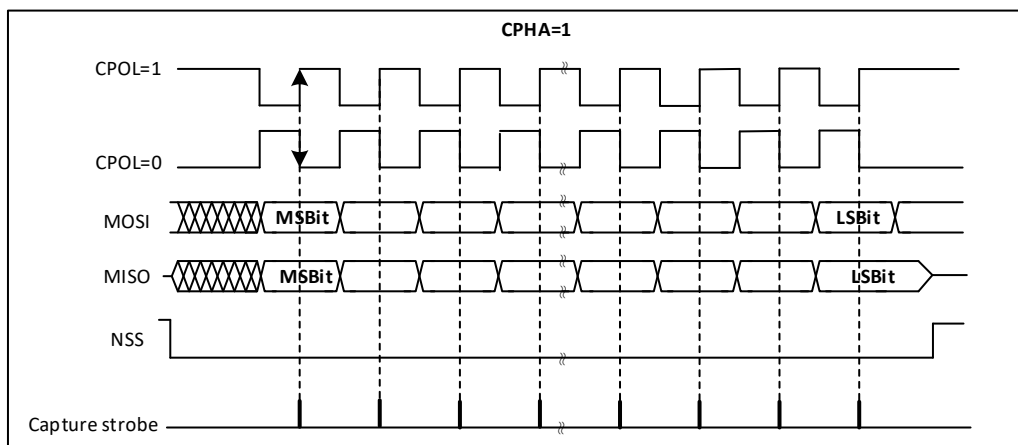 CPHA=1
CPOL=1
CPOL=0
MOSI MSBit LSBit
MISO MSBit LSBit
NSS
Capture strobe